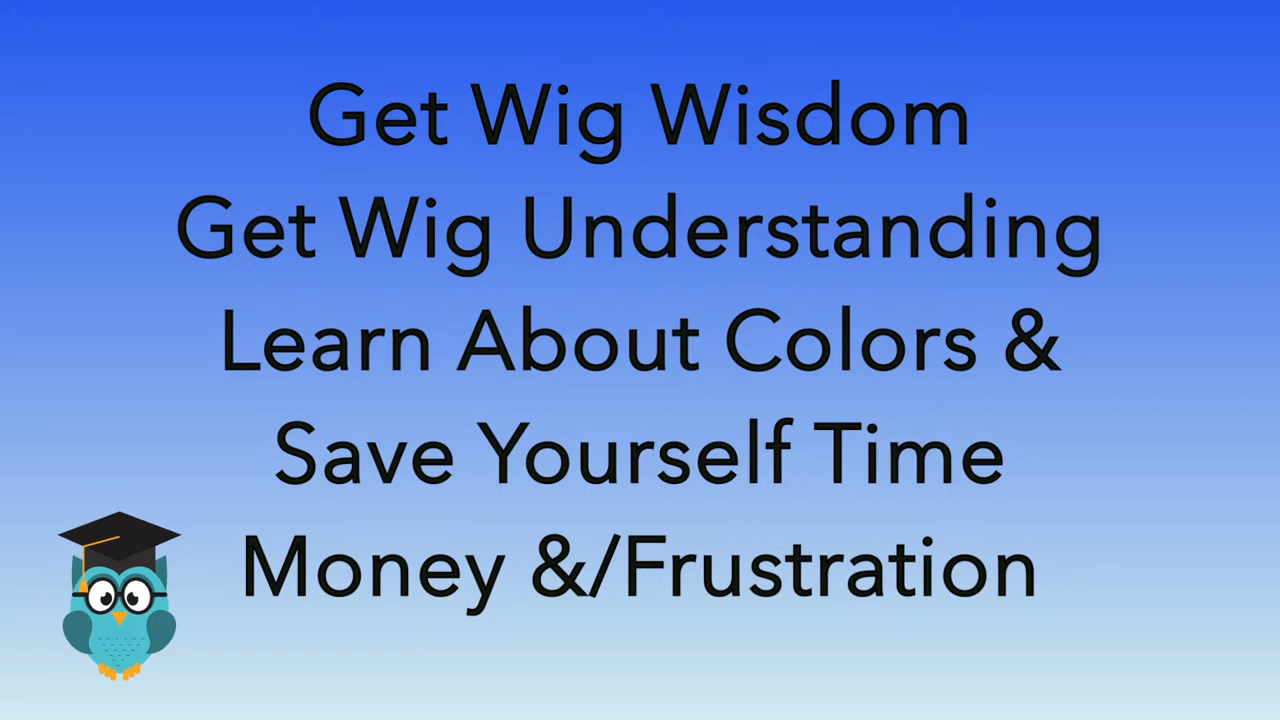 Get Wig Wisdom
Get Wig Understanding
Learn About Colors &
Save Yourself Time
Money &/Frustration